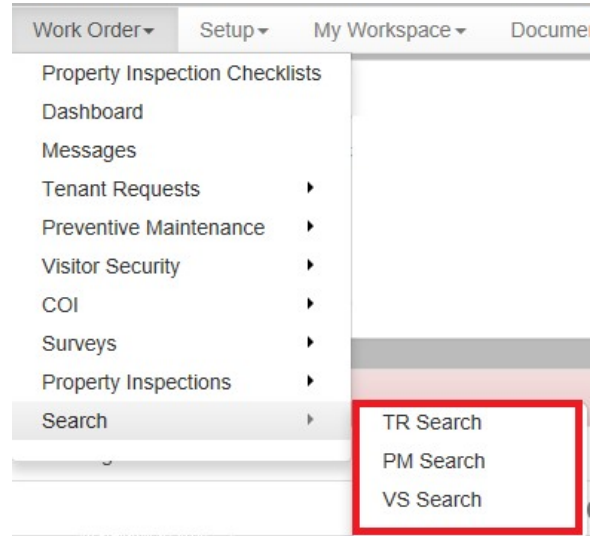 Work Order Setup My Workspace
Property Inspection Checklists
Dashboard
Messages
Tenant Requests
Preventive Maintenance
Visitor Security
COI
Surveys
Property Inspections
Search
TR Search
PM Search
VS Search